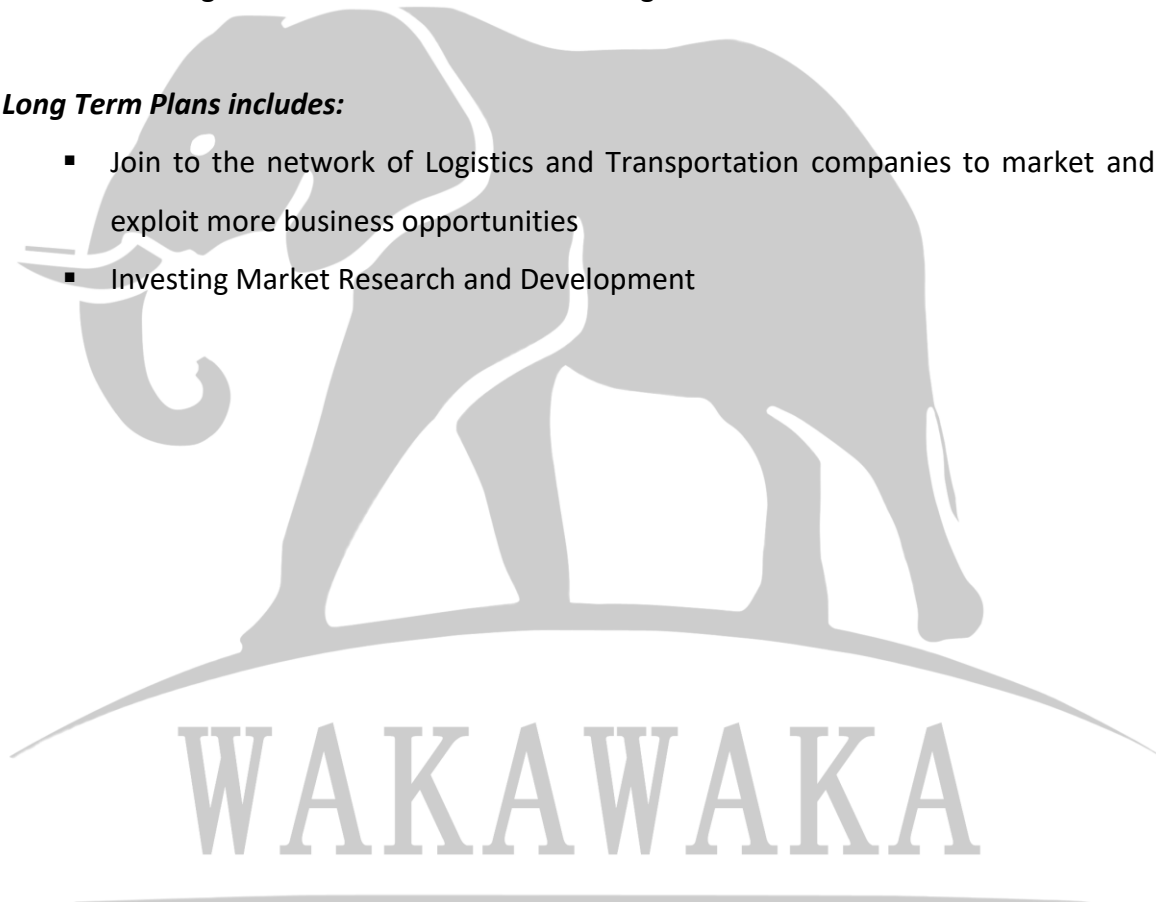 Long Term Plans includes:
▪ Join to the network of Logistics and Transportation companies to market and
exploit more business opportunities
▪ Investing Market Research and Development
WAKAWAKA